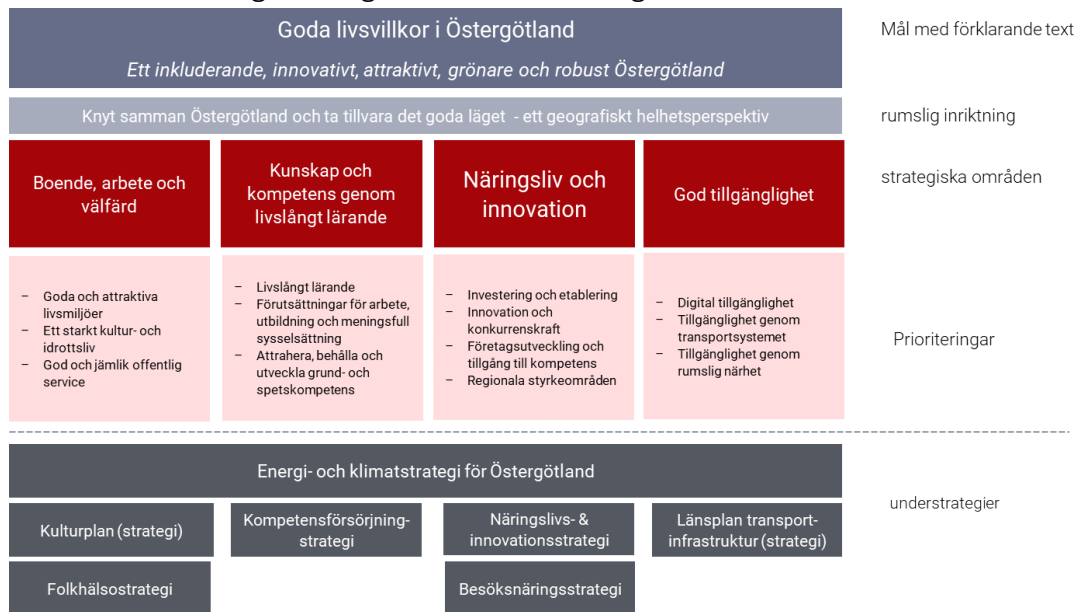 Goda livsvillkor i Östergötland
Mål med förklarande text
Ett inkluderande, innovativt, attraktivt, grönare och robust Östergötland
Knyt samman Östergötland och ta tillvara det goda läget - ett geografiskt helhetsperspektiv
rumslig inriktning
Boende, arbete och
välfärd
Kunskap och
kompetens genom
livslångt lärande
Näringsliv och
innovation
God tillgänglighet
strategiska områden
– Goda och attraktiva
livsmiljöer
– Ett starkt kultur- och
idrottsliv
– God och jämlik offentlig
service
– Livslångt lärande
– Förutsättningar för arbete,
utbildning och meningsfull
sysselsättning
– Attrahera, behålla och
utveckla grund- och
spetskompetens
– Investering och etablering
– Innovation och
konkurrenskraft
– Företagsutveckling och
tillgång till kompetens
– Regionala styrkeområden
– Digital tillgänglighet
– Tillgänglighet genom
transportsystemet
– Tillgänglighet genom
rumslig närhet
Prioriteringar
Energi- och klimatstrategi för Östergötland
understrategier
Kulturplan (strategi)
Kompetensförsörjning-
strategi
Näringslivs- &
innovationsstrategi
Länsplan transport-
infrastruktur (strategi)
Folkhälsostrategi
Besöksnäringsstrategi